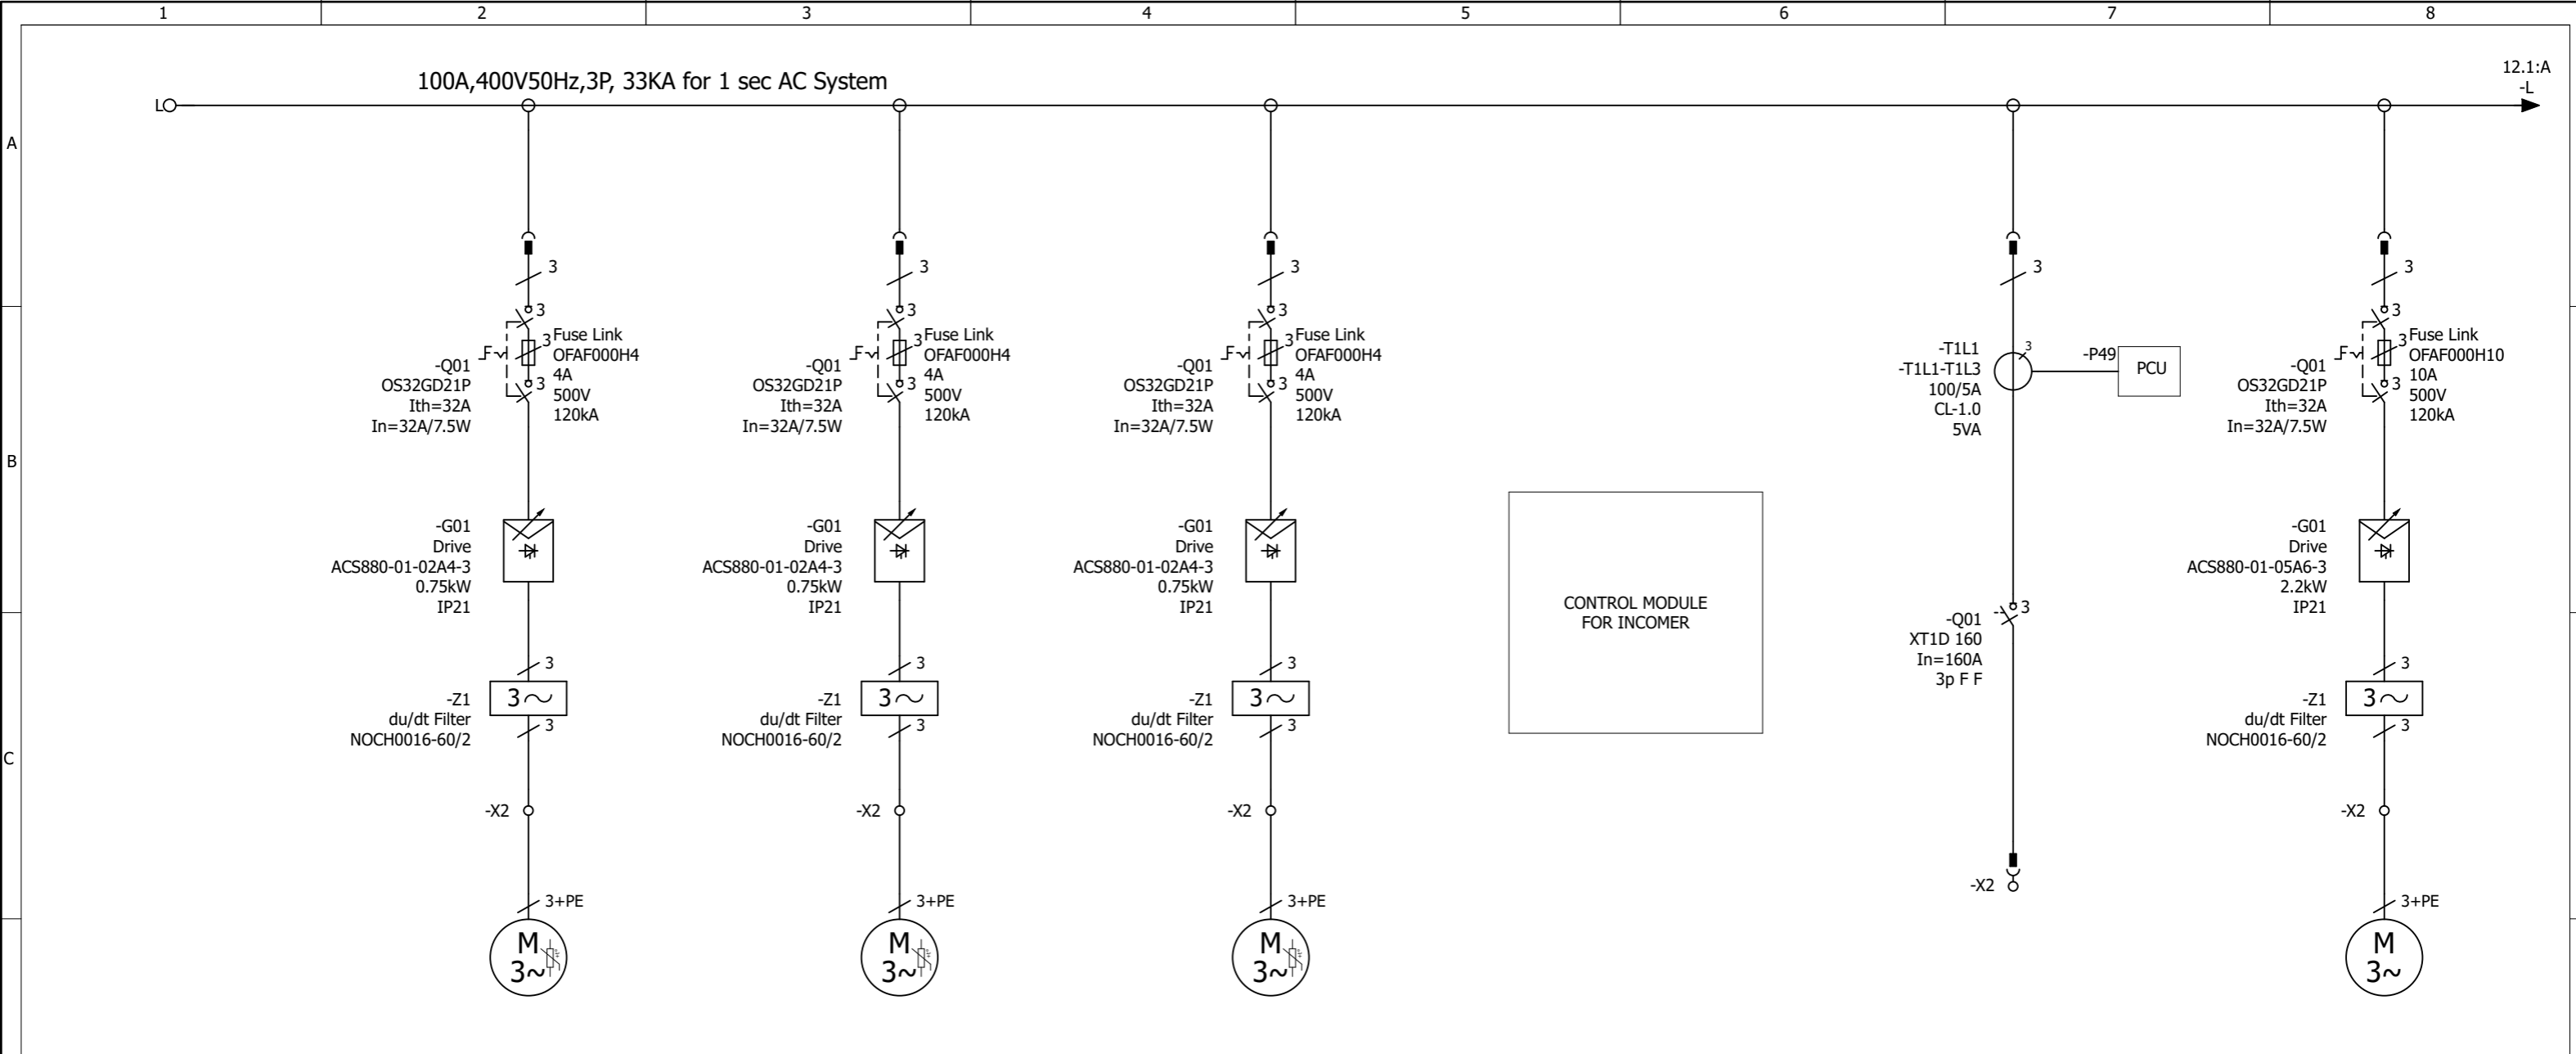 1 2 3 4 5 6 7 8
100A,400V50Hz,3P, 33KA for 1 sec AC System
12.1:A
-L
L
A
3
3
3
3
3
3
3
Fuse Link
OFAF000H4
4A
500V
120kA
3
-Q01
OS32GD21P
Ith=32A
In=32A/7.5W
3
3
Fuse Link
OFAF000H4
4A
500V
120kA
3
-Q01
OS32GD21P
Ith=32A
In=32A/7.5W
3
3
Fuse Link
OFAF000H4
4A
500V
120kA
3
-Q01
OS32GD21P
Ith=32A
In=32A/7.5W
-T1L1
-T1L1-T1L3
100/5A
CL-1.0
5VA
3
-P49
PCU
3
3
Fuse Link
OFAF000H10
10A
500V
120kA
3
-Q01
OS32GD21P
Ith=32A
In=32A/7.5W
B
-G01
Drive
ACS880-01-02A4-3
0.75kW
IP21
-G01
Drive
ACS880-01-02A4-3
0.75kW
IP21
-G01
Drive
ACS880-01-02A4-3
0.75kW
IP21
CONTROL MODULE
FOR INCOMER
-G01
Drive
ACS880-01-05A6-3
2.2kW
IP21
3
-Q01
XT1D 160
In=160A
3p F F
C
3
-Z1
du/dt Filter
NOCH0016-60/2
3~
3
3
-Z1
du/dt Filter
NOCH0016-60/2
3~
3
3
-Z1
du/dt Filter
NOCH0016-60/2
3~
3
3
-Z1
du/dt Filter
NOCH0016-60/2
3~
3
-X2
-X2
-X2
-X2
-X2
3+PE
3+PE
3+PE
3+PE
M
3~
M
3~
M
3~
M
3~